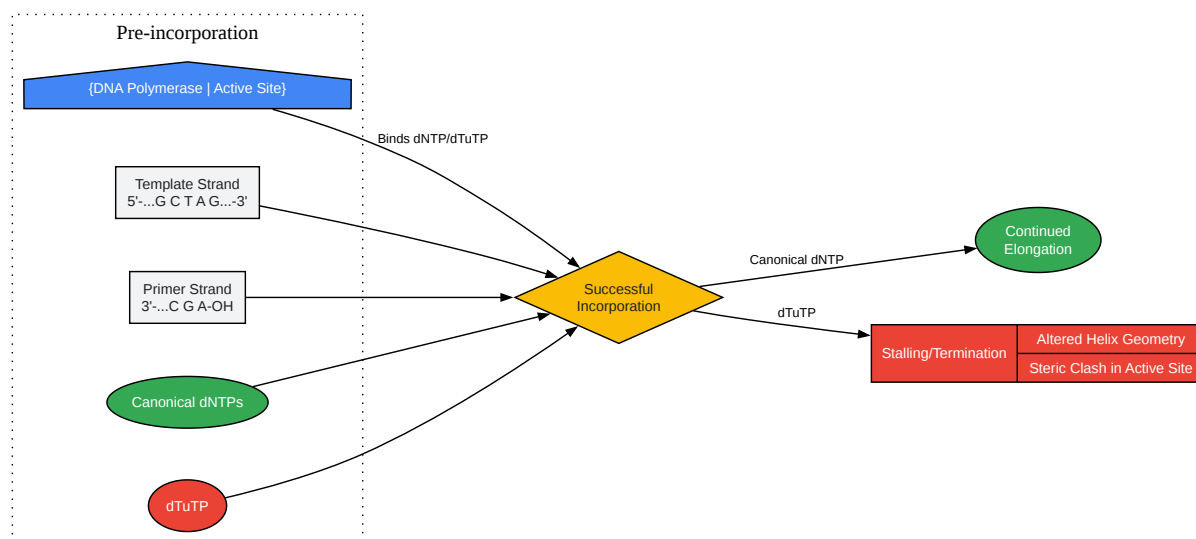 Pre-incorporation
{DNA Polymerase | Active Site}
Binds dNTP/dTuTP
Template Strand
5'-...G C T A G...-3'
Primer Strand
3'-...C G A-OH
Canonical dNTPs
dTuTP
Successful
Incorporation
Canonical dNTP
dTuTP
Continued
Elongation
Stalling/Termination
Altered Helix Geometry
Steric Clash in Active Site